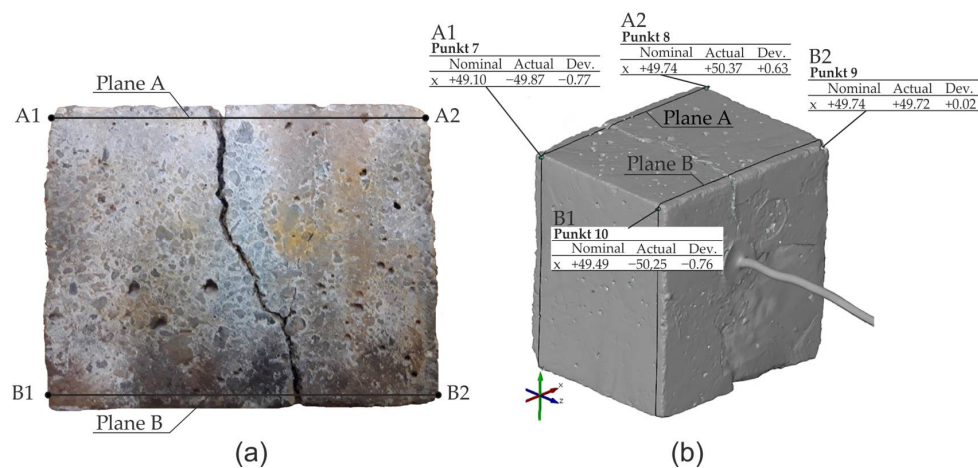 Plane A
A1
A2
B1
B2
Plane B
(a)
A1
Punkt 7
Nominal Actual Dev.
x +49.10 −49.87 −0.77
A2
Punkt 8
Nominal Actual Dev.
x +49.74 +50.37 +0.63
B2
Punkt 9
Nominal Actual Dev.
x +49.74 +49.72 +0.02
Plane A
Plane B
B1
Punkt 10
Nominal Actual Dev.
x +49.49 −50,25 −0.76
x
z
(b)